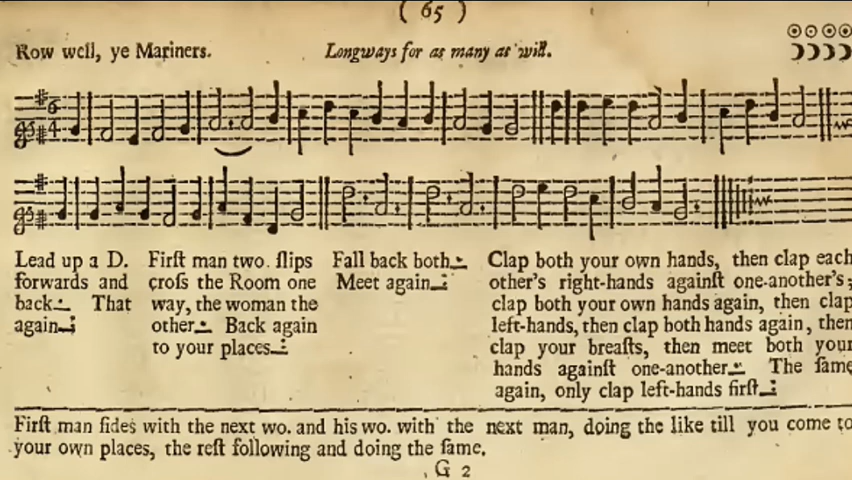 ( 65 )
Row well, ye Mariners.
Longways for as many as will.
6
4
Lead up a D.
forwards and
back. That
again.
Firſt man two ſlips
croſs the Room one
way, the woman the
other. Back again
to your places.
Fall back both.
Meet again.
Clap both your own hands, then clap each
other's right-hands againſt one-another's;
clap both your own hands again, then clap
left-hands, then clap both hands again, then
clap your breaſts, then meet both your
hands againſt one-another. The ſame
again, only clap left-hands firſt.
Firſt man ſides with the next wo. and his wo. with the next man, doing the like till you come to
your own places, the reſt following and doing the ſame.
G 2